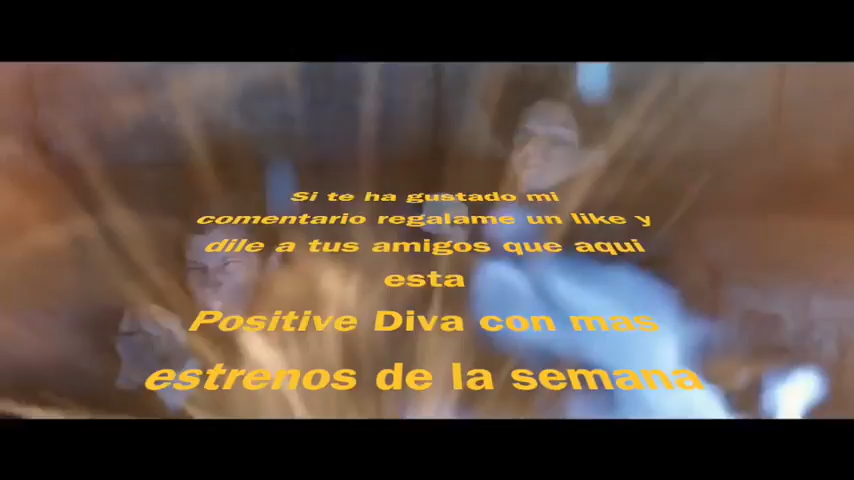 Si te ha gustado mi
comentario regalame un like y
dile a tus amigos que aqui
esta
Positive Diva con mas
estrenos de la semana